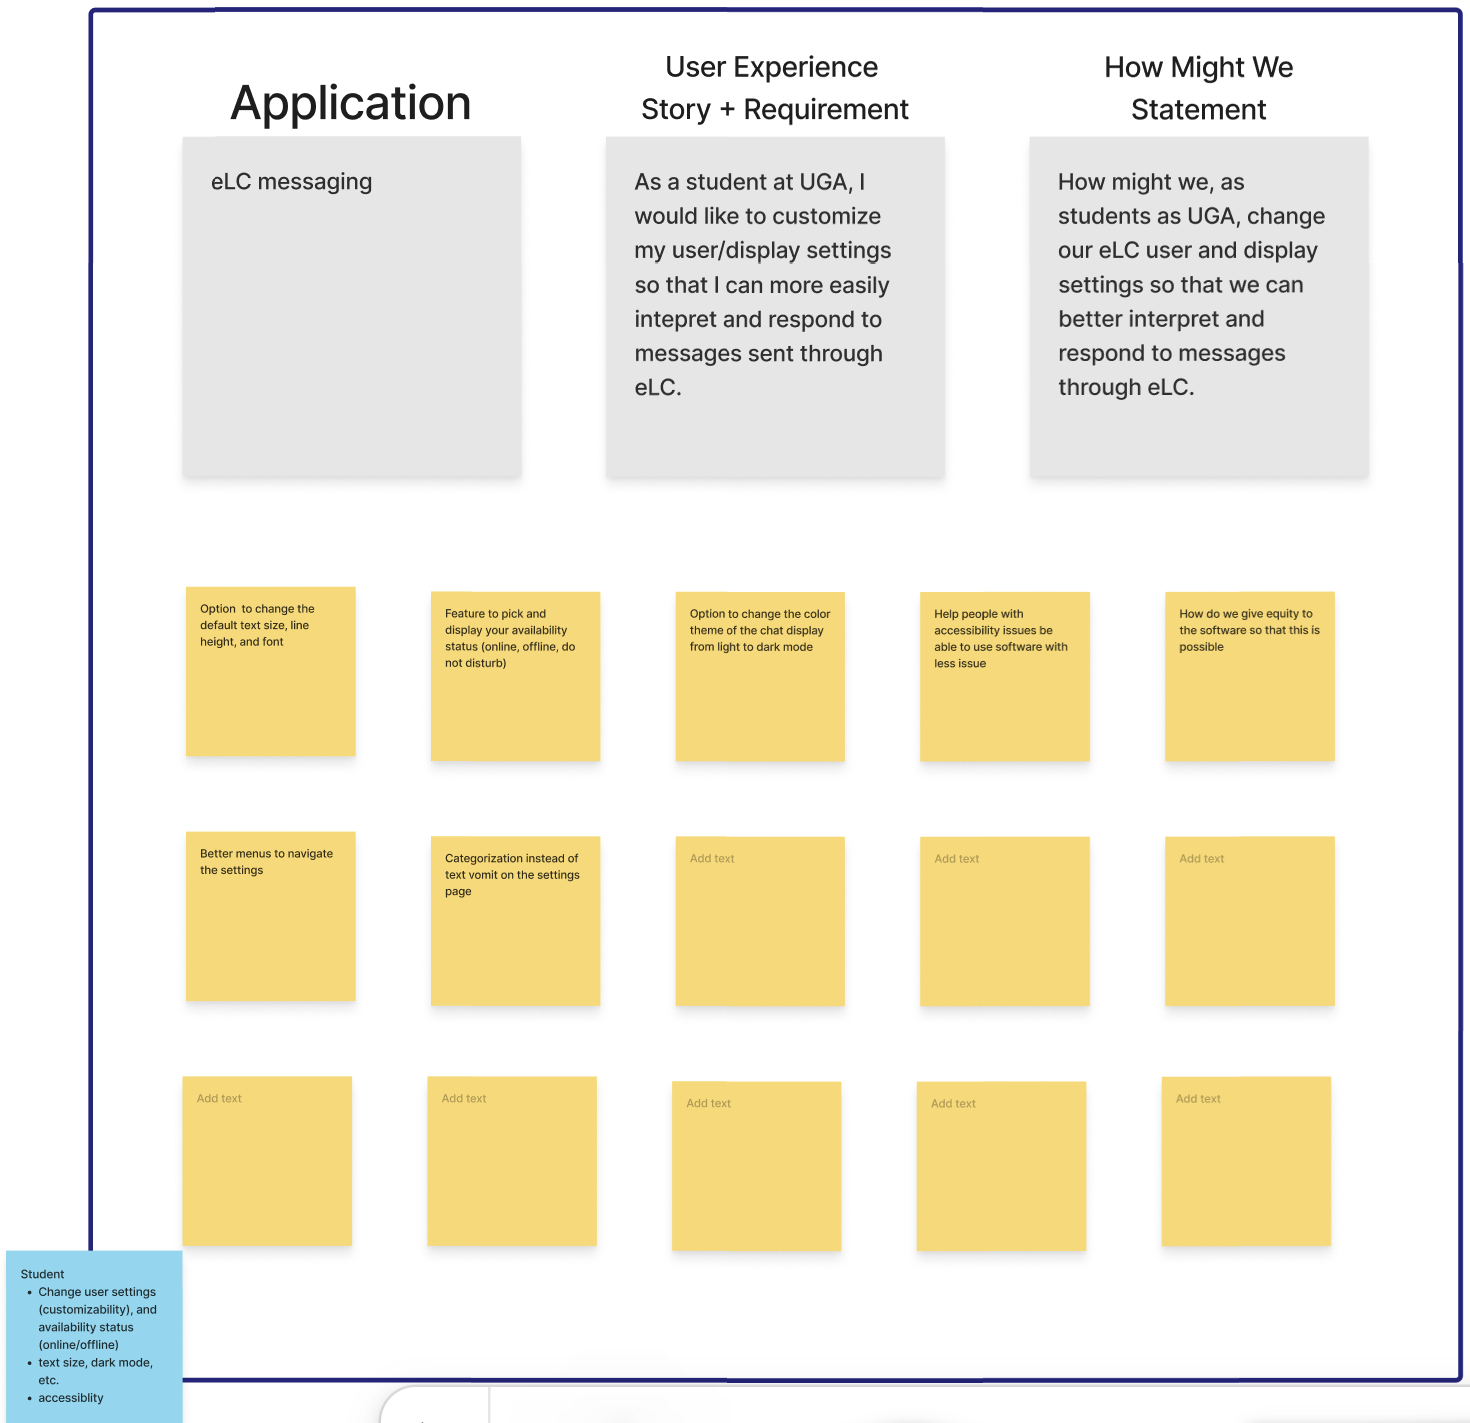 Application
User Experience
Story + Requirement
How Might We
Statement
eLC messaging
As a student at UGA, I
would like to customize
my user/display settings
so that I can more easily
intepret and respond to
messages sent through
eLC.
How might we, as
students as UGA, change
our eLC user and display
settings so that we can
better interpret and
respond to messages
through eLC.
Option  to change the
default text size, line
height, and font
Feature to pick and
display your availability
status (online, offline, do
not disturb)
Option to change the color
theme of the chat display
from light to dark mode
Help people with
accessibility issues be
able to use software with
less issue
How do we give equity to
the software so that this is
possible
Better menus to navigate
the settings
Categorization instead of
text vomit on the settings
page
Add text
Add text
Add text
Add text
Add text
Add text
Add text
Add text
Student
• Change user settings
(customizability), and
availability status
(online/offline)
• text size, dark mode,
etc.
• accessiblity